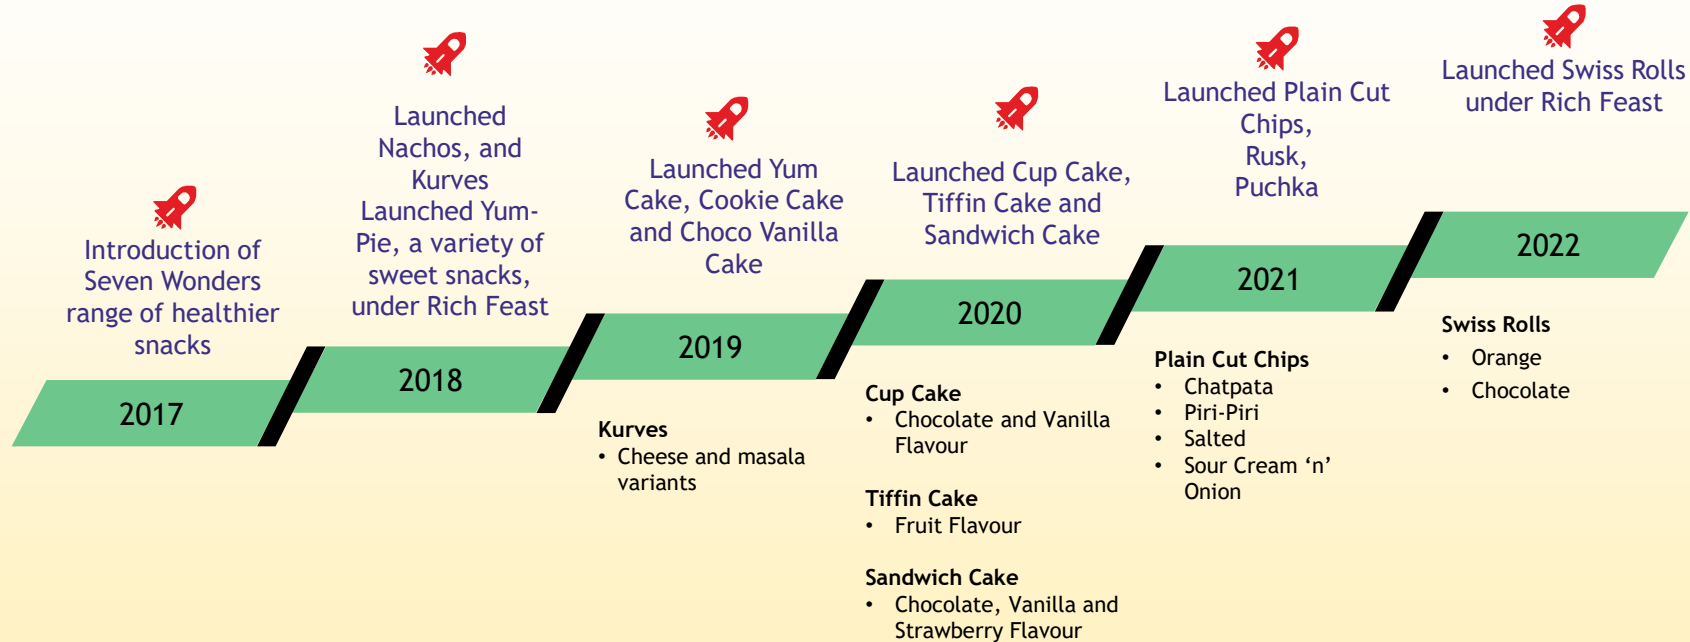 Introduction of
Seven Wonders
range of healthier
snacks
2017
Launched
Nachos, and
Kurves
Launched Yum-
Pie, a variety of
sweet snacks,
under Rich Feast
2018
Launched Yum
Cake, Cookie Cake
and Choco Vanilla
Cake
2019
Kurves
• Cheese and masala
variants
Launched Cup Cake,
Tiffin Cake and
Sandwich Cake
2020
Cup Cake
• Chocolate and Vanilla
Flavour
Tiffin Cake
• Fruit Flavour
Sandwich Cake
• Chocolate, Vanilla and
Strawberry Flavour
Launched Plain Cut
Chips,
Rusk,
Puchka
2021
Plain Cut Chips
• Chatpata
• Piri-Piri
• Salted
• Sour Cream ‘n’
Onion
Launched Swiss Rolls
under Rich Feast
2022
Swiss Rolls
• Orange
• Chocolate